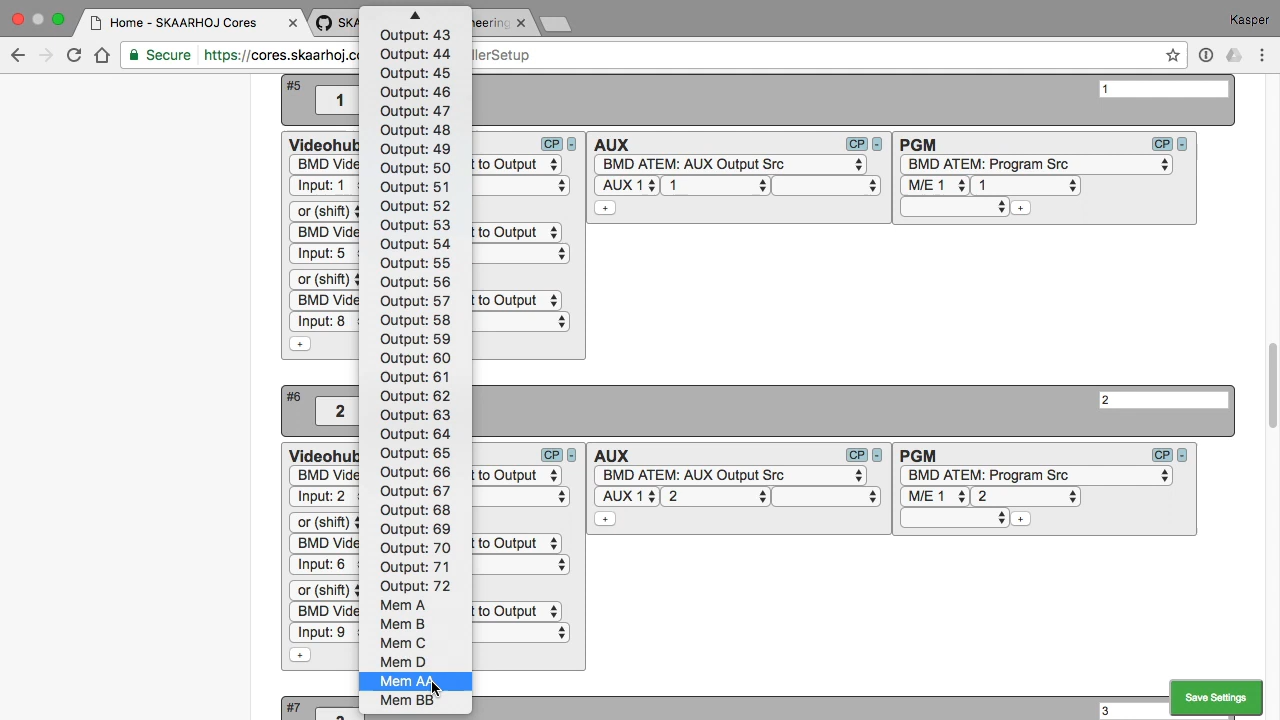 Home - SKAARHOJ Cores
SKA
neering
Kasper
Secure
https://cores.skaarhoj.co
llerSetup
Output: 43
Output: 44
Output: 45
Output: 46
Output: 47
Output: 48
Output: 49
Output: 50
Output: 51
Output: 52
Output: 53
Output: 54
Output: 55
Output: 56
Output: 57
Output: 58
Output: 59
Output: 60
Output: 61
Output: 62
Output: 63
Output: 64
Output: 65
Output: 66
Output: 67
Output: 68
Output: 69
Output: 70
Output: 71
Output: 72
Mem A
Mem B
Mem C
Mem D
Mem AA
Mem BB
#5
1
1
Videohub
CP -
BMD Vide
t to Output
Input: 1
or (shift)
BMD Vide
t to Output
Input: 5
or (shift)
BMD Vide
t to Output
Input: 8
+
AUX
CP -
BMD ATEM: AUX Output Src
AUX 1 1
+
PGM
CP -
BMD ATEM: Program Src
M/E 1 1
+
#6
2
2
Videohub
CP -
BMD Vide
t to Output
Input: 2
or (shift)
BMD Vide
t to Output
Input: 6
or (shift)
BMD Vide
t to Output
Input: 9
+
AUX
CP -
BMD ATEM: AUX Output Src
AUX 1 2
+
PGM
CP -
BMD ATEM: Program Src
M/E 1 2
+
#7
3
Save Settings